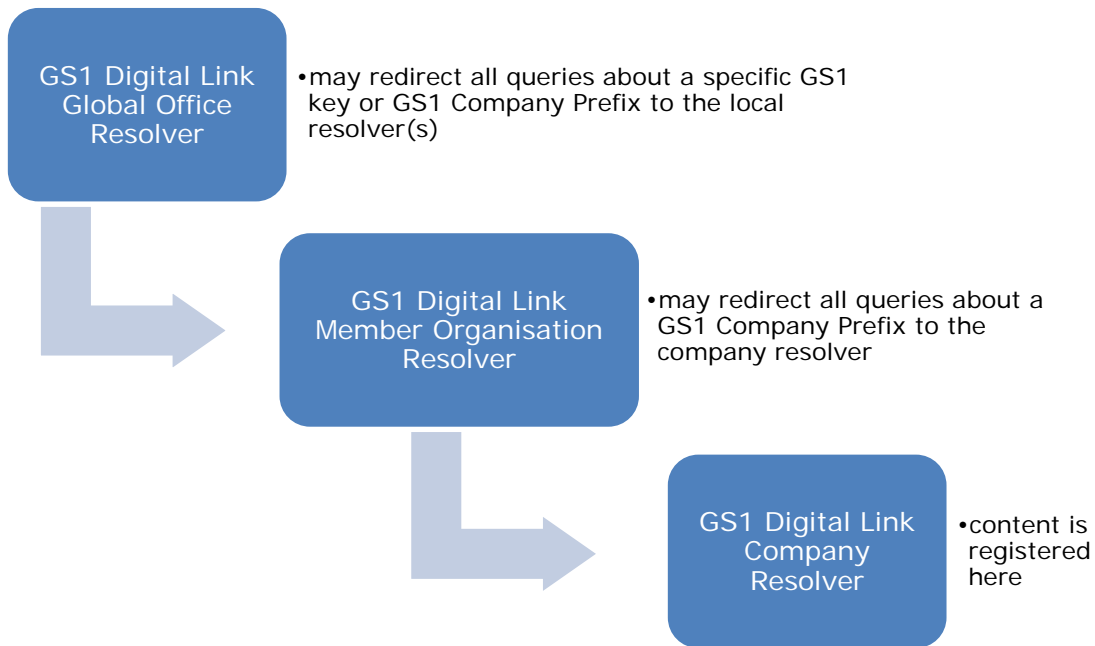 GS1 Digital Link
Global Office
Resolver
•may redirect all queries about a specific GS1
key or GS1 Company Prefix to the local
resolver(s)
GS1 Digital Link
Member Organisation
Resolver
•may redirect all queries about a
GS1 Company Prefix to the
company resolver
GS1 Digital Link
Company
Resolver
•content is
registered
here